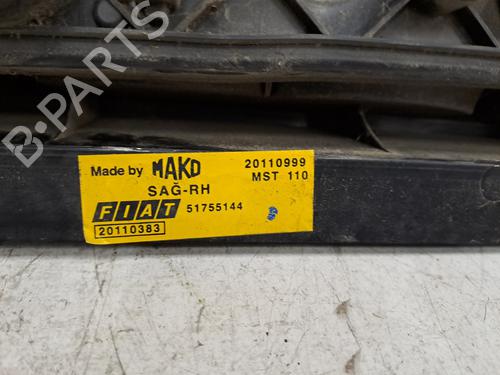 B-PARTS
Made by MAKO 20110999
SAĞ-RH MST 110
FIAT 51755144
20110383